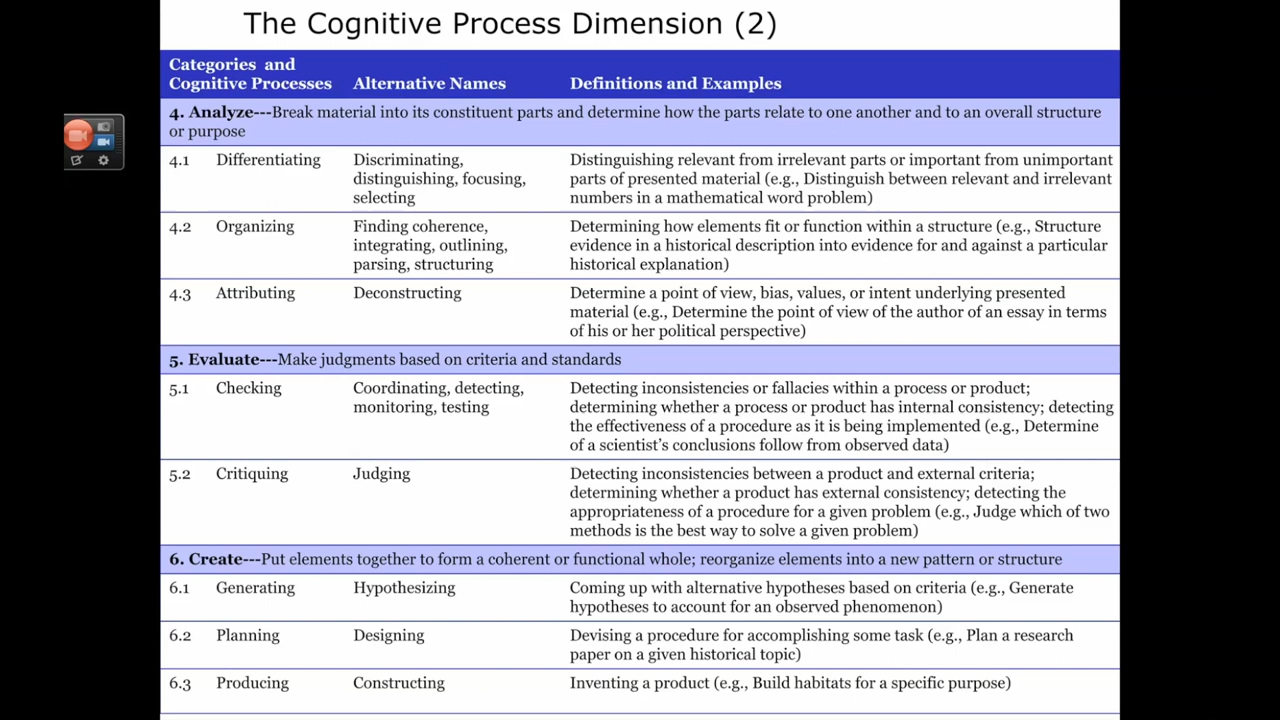 The Cognitive Process Dimension (2)
Categories and
Cognitive Processes Alternative Names Definitions and Examples
4. Analyze---Break material into its constituent parts and determine how the parts relate to one another and to an overall structure
or purpose
4.1 Differentiating Discriminating, Distinguishing relevant from irrelevant parts or important from unimportant
distinguishing, focusing, parts of presented material (e.g., Distinguish between relevant and irrelevant
selecting numbers in a mathematical word problem)
4.2 Organizing Finding coherence, Determining how elements fit or function within a structure (e.g., Structure
integrating, outlining, evidence in a historical description into evidence for and against a particular
parsing, structuring historical explanation)
4.3 Attributing Deconstructing Determine a point of view, bias, values, or intent underlying presented
material (e.g., Determine the point of view of the author of an essay in terms
of his or her political perspective)
5. Evaluate---Make judgments based on criteria and standards
5.1 Checking Coordinating, detecting, Detecting inconsistencies or fallacies within a process or product;
monitoring, testing determining whether a process or product has internal consistency; detecting
the effectiveness of a procedure as it is being implemented (e.g., Determine
of a scientist's conclusions follow from observed data)
5.2 Critiquing Judging Detecting inconsistencies between a product and external criteria;
determining whether a product has external consistency; detecting the
appropriateness of a procedure for a given problem (e.g., Judge which of two
methods is the best way to solve a given problem)
6. Create---Put elements together to form a coherent or functional whole; reorganize elements into a new pattern or structure
6.1 Generating Hypothesizing Coming up with alternative hypotheses based on criteria (e.g., Generate
hypotheses to account for an observed phenomenon)
6.2 Planning Designing Devising a procedure for accomplishing some task (e.g., Plan a research
paper on a given historical topic)
6.3 Producing Constructing Inventing a product (e.g., Build habitats for a specific purpose)